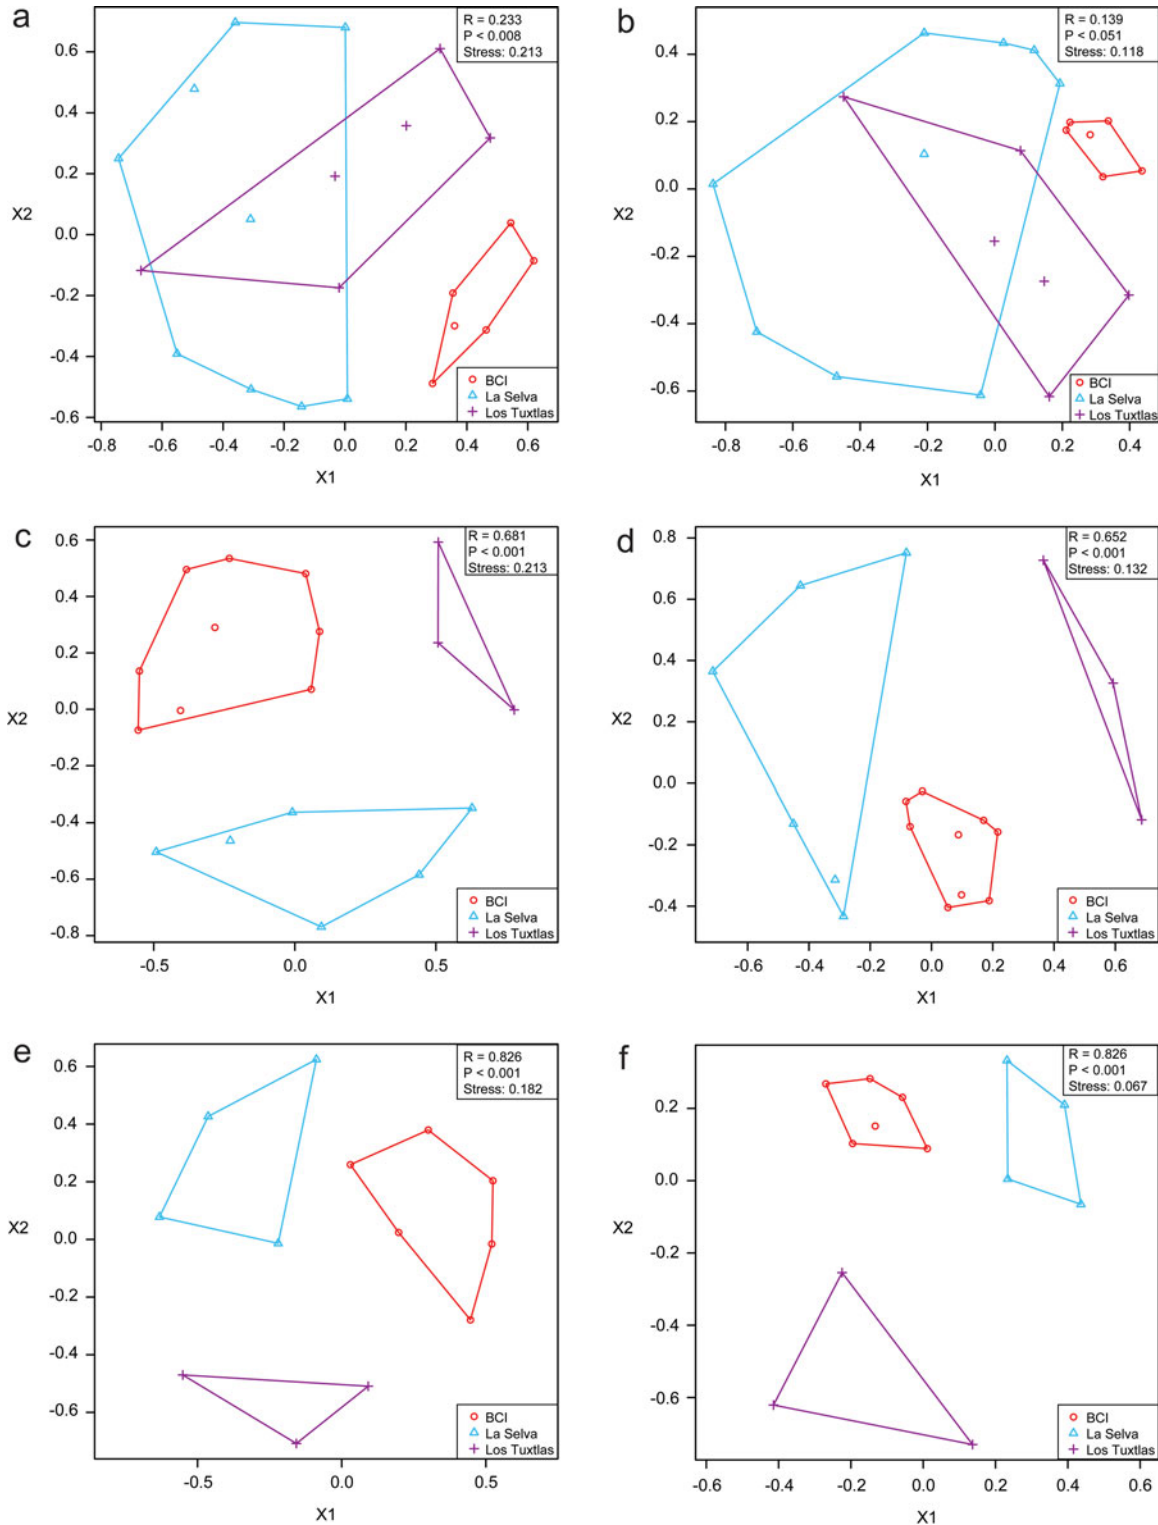 a
R = 0.233
P < 0.008
Stress: 0.213
0.6
0.4
0.2
0.0
-0.2
-0.4
-0.6
X2
BCI
La Selva
Los Tuxtlas
-0.8 -0.6 -0.4 -0.2 0.0 0.2 0.4 0.6
X1
b
R = 0.139
P < 0.051
Stress: 0.118
0.4
0.2
0.0
-0.2
-0.4
-0.6
X2
BCI
La Selva
Los Tuxtlas
-0.8 -0.6 -0.4 -0.2 0.0 0.2 0.4
X1
c
R = 0.681
P < 0.001
Stress: 0.213
0.6
0.4
0.2
0.0
-0.2
-0.4
-0.6
-0.8
X2
BCI
La Selva
Los Tuxtlas
-0.5 0.0 0.5
X1
d
R = 0.652
P < 0.001
Stress: 0.132
0.8
0.6
0.4
0.2
0.0
-0.2
-0.4
X2
BCI
La Selva
Los Tuxtlas
-0.6 -0.4 -0.2 0.0 0.2 0.4 0.6
X1
e
R = 0.826
P < 0.001
Stress: 0.182
0.6
0.4
0.2
0.0
-0.2
-0.4
-0.6
X2
BCI
La Selva
Los Tuxtlas
-0.5 0.0 0.5
X1
f
R = 0.826
P < 0.001
Stress: 0.067
0.2
0.0
-0.2
-0.4
-0.6
X2
BCI
La Selva
Los Tuxtlas
-0.6 -0.4 -0.2 0.0 0.2 0.4 0.6
X1